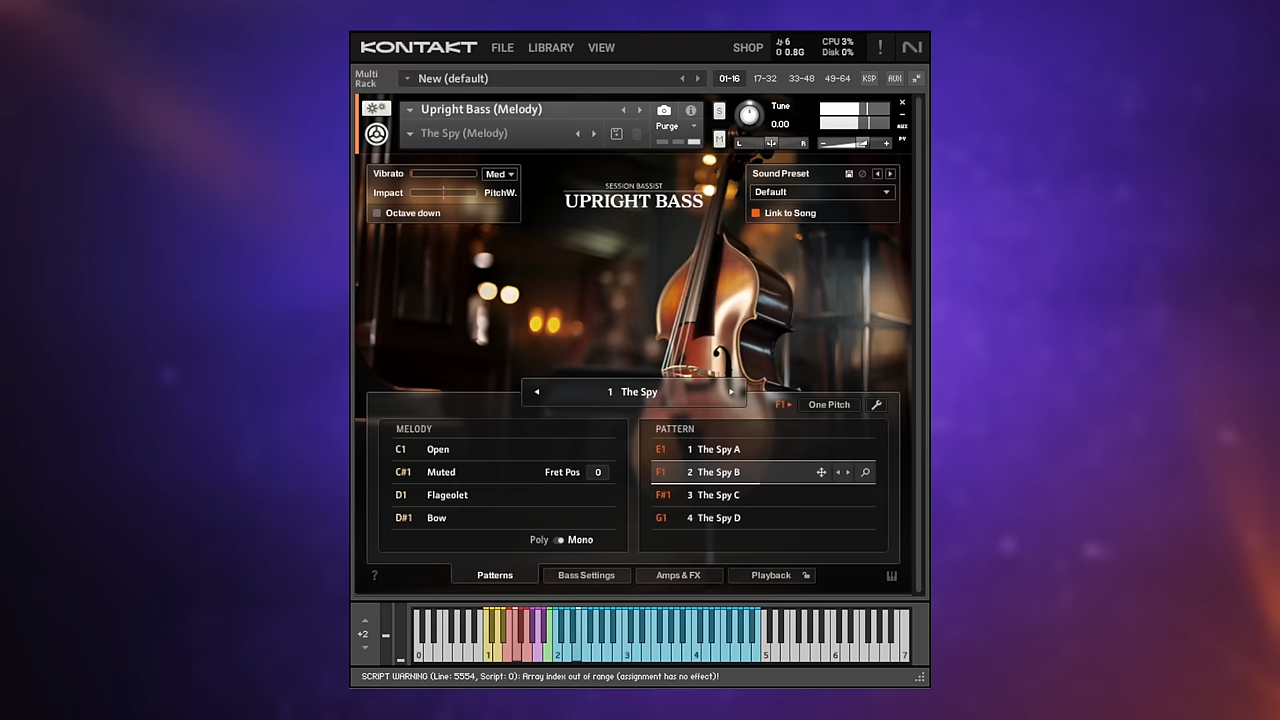 KONTAKT FILE LIBRARY VIEW SHOP 6 0.8G CPU 3% Disk 0% !
Multi Rack New (default) 01-16 17-32 33-48 49-64 KSP AUX
Upright Bass (Melody) S Tune
The Spy (Melody) Purge M 0.00 L R - +
AUX
PV
Vibrato Med
Impact PitchW.
Octave down
SESSION BASSIST
UPRIGHT BASS
Sound Preset
Default
Link to Song
1 The Spy
F1 One Pitch
MELODY
C1 Open
C#1 Muted Fret Pos 0
D1 Flageolet
D#1 Bow
Poly Mono
PATTERN
E1 1 The Spy A
F1 2 The Spy B
F#1 3 The Spy C
G1 4 The Spy D
? Patterns Bass Settings Amps & FX Playback
+2
0 1 2 3 4 5 6 7
SCRIPT WARNING (Line: 5554, Script: 0): Array index out of range (assignment has no effect)!